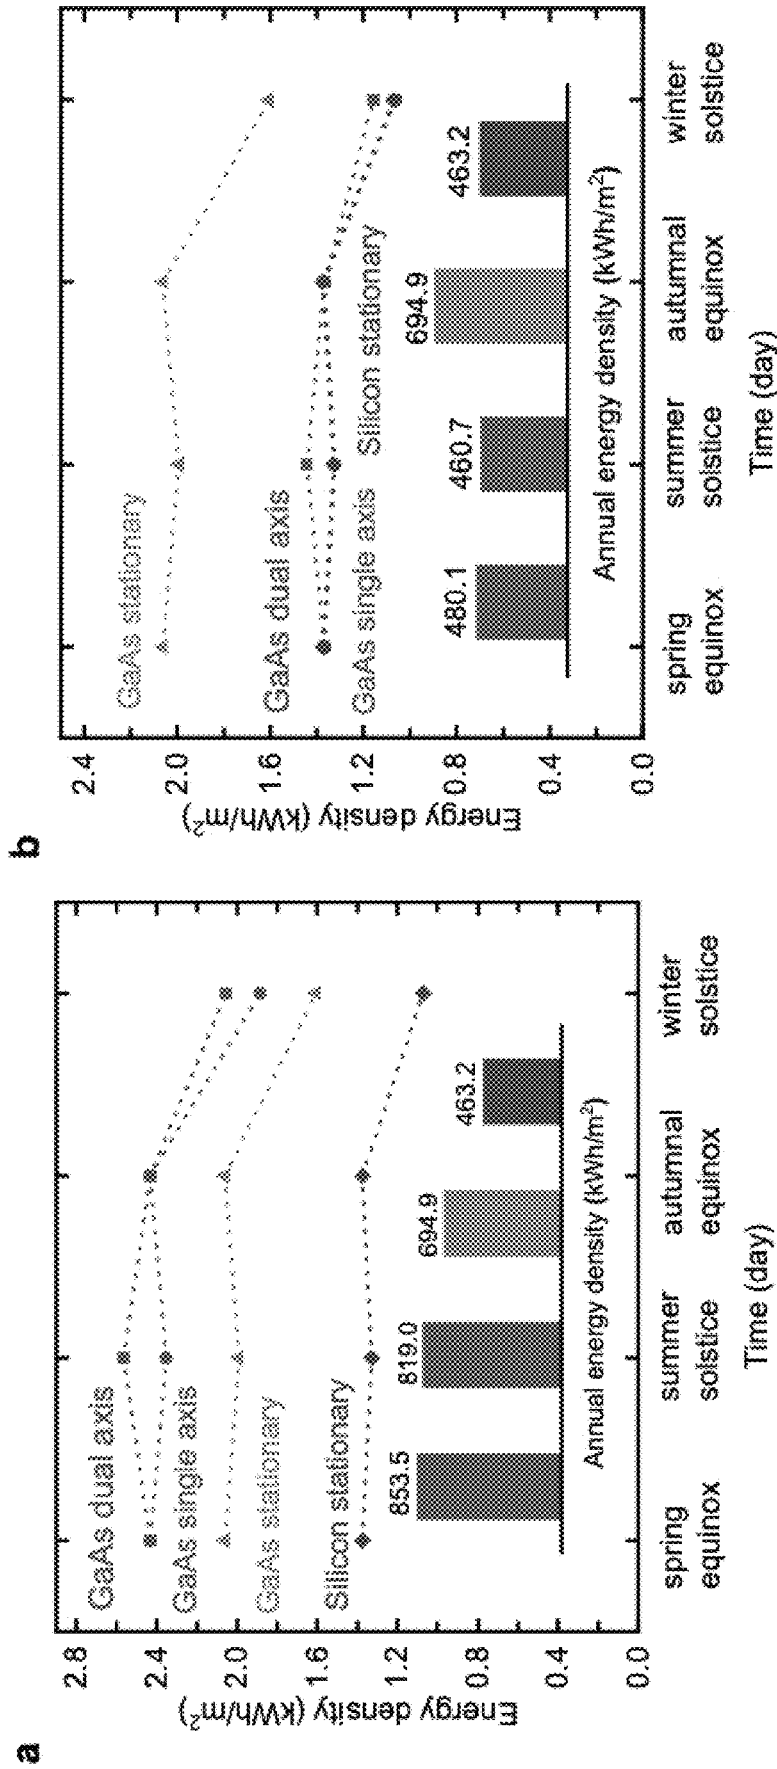 a
Energy density (kWh/m²)
2.8
2.4
2.0
1.6
1.2
0.8
0.4
0.0
GaAs dual axis
GaAs single axis
GaAs stationary
Silicon stationary
853.5
819.0
694.9
463.2
Annual energy density (kWh/m²)
spring equinox
summer solstice
autumnal equinox
winter solstice
Time (day)
b
Energy density (kWh/m²)
2.4
2.0
1.6
1.2
0.8
0.4
0.0
GaAs stationary
GaAs dual axis
GaAs single axis
Silicon stationary
480.1
460.7
694.9
463.2
Annual energy density (kWh/m²)
spring equinox
summer solstice
autumnal equinox
winter solstice
Time (day)